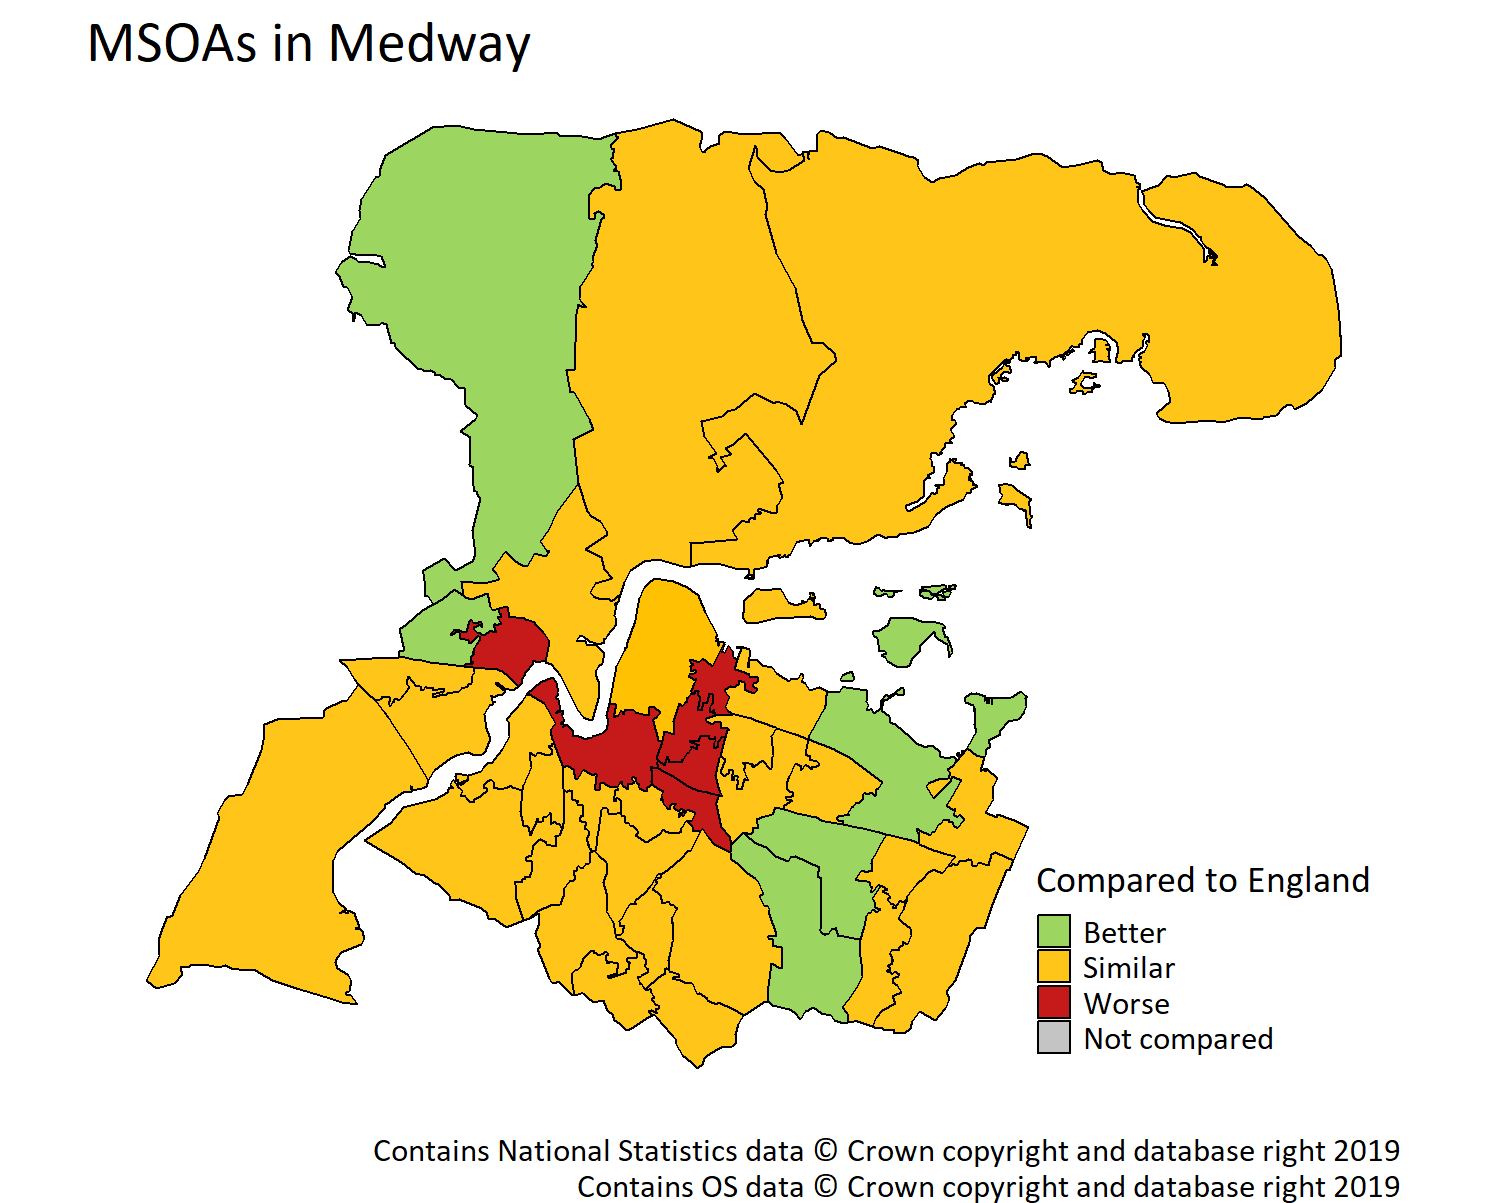 MSOAs in Medway
Compared to England
Better
Similar
Worse
Not compared
Contains National Statistics data © Crown copyright and database right 2019
Contains OS data © Crown copyright and database right 2019